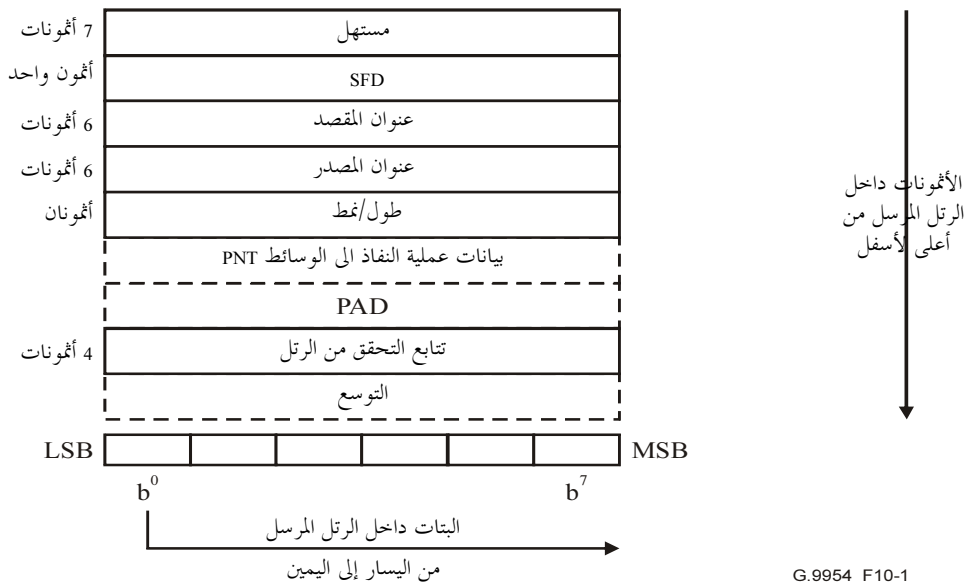 7 أثمونات
مستهل
أثمون واحد
SFD
6 أثمونات
عنوان المقصد
6 أثمونات
عنوان المصدر
أثمونان
طول/نمط
بيانات عملية النفاذ الى الوسائط PNT
PAD
4 أثمونات
تتابع التحقق من الرتل
التوسع
الأثمونات داخل
الرتل المرسل من
أعلى لأسفل
LSB
MSB
b0
b7
البتات داخل الرتل المرسل
من اليسار إلى اليمين
G.9954_F10-1